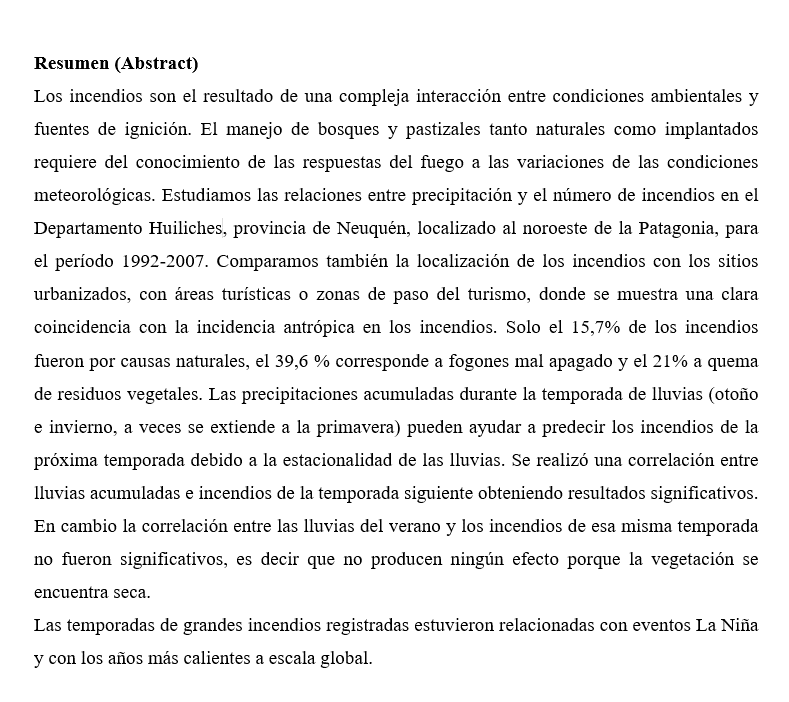 Resumen (Abstract)
Los incendios son el resultado de una compleja interacción entre condiciones ambientales y
fuentes de ignición. El manejo de bosques y pastizales tanto naturales como implantados
requiere del conocimiento de las respuestas del fuego a las variaciones de las condiciones
meteorológicas. Estudiamos las relaciones entre precipitación y el número de incendios en el
Departamento Huiliches, provincia de Neuquén, localizado al noroeste de la Patagonia, para
el período 1992-2007. Comparamos también la localización de los incendios con los sitios
urbanizados, con áreas turísticas o zonas de paso del turismo, donde se muestra una clara
coincidencia con la incidencia antrópica en los incendios. Solo el 15,7% de los incendios
fueron por causas naturales, el 39,6 % corresponde a fogones mal apagado y el 21% a quema
de residuos vegetales. Las precipitaciones acumuladas durante la temporada de lluvias (otoño
e invierno, a veces se extiende a la primavera) pueden ayudar a predecir los incendios de la
próxima temporada debido a la estacionalidad de las lluvias. Se realizó una correlación entre
lluvias acumuladas e incendios de la temporada siguiente obteniendo resultados significativos.
En cambio la correlación entre las lluvias del verano y los incendios de esa misma temporada
no fueron significativos, es decir que no producen ningún efecto porque la vegetación se
encuentra seca.
Las temporadas de grandes incendios registradas estuvieron relacionadas con eventos La Niña
y con los años más calientes a escala global.